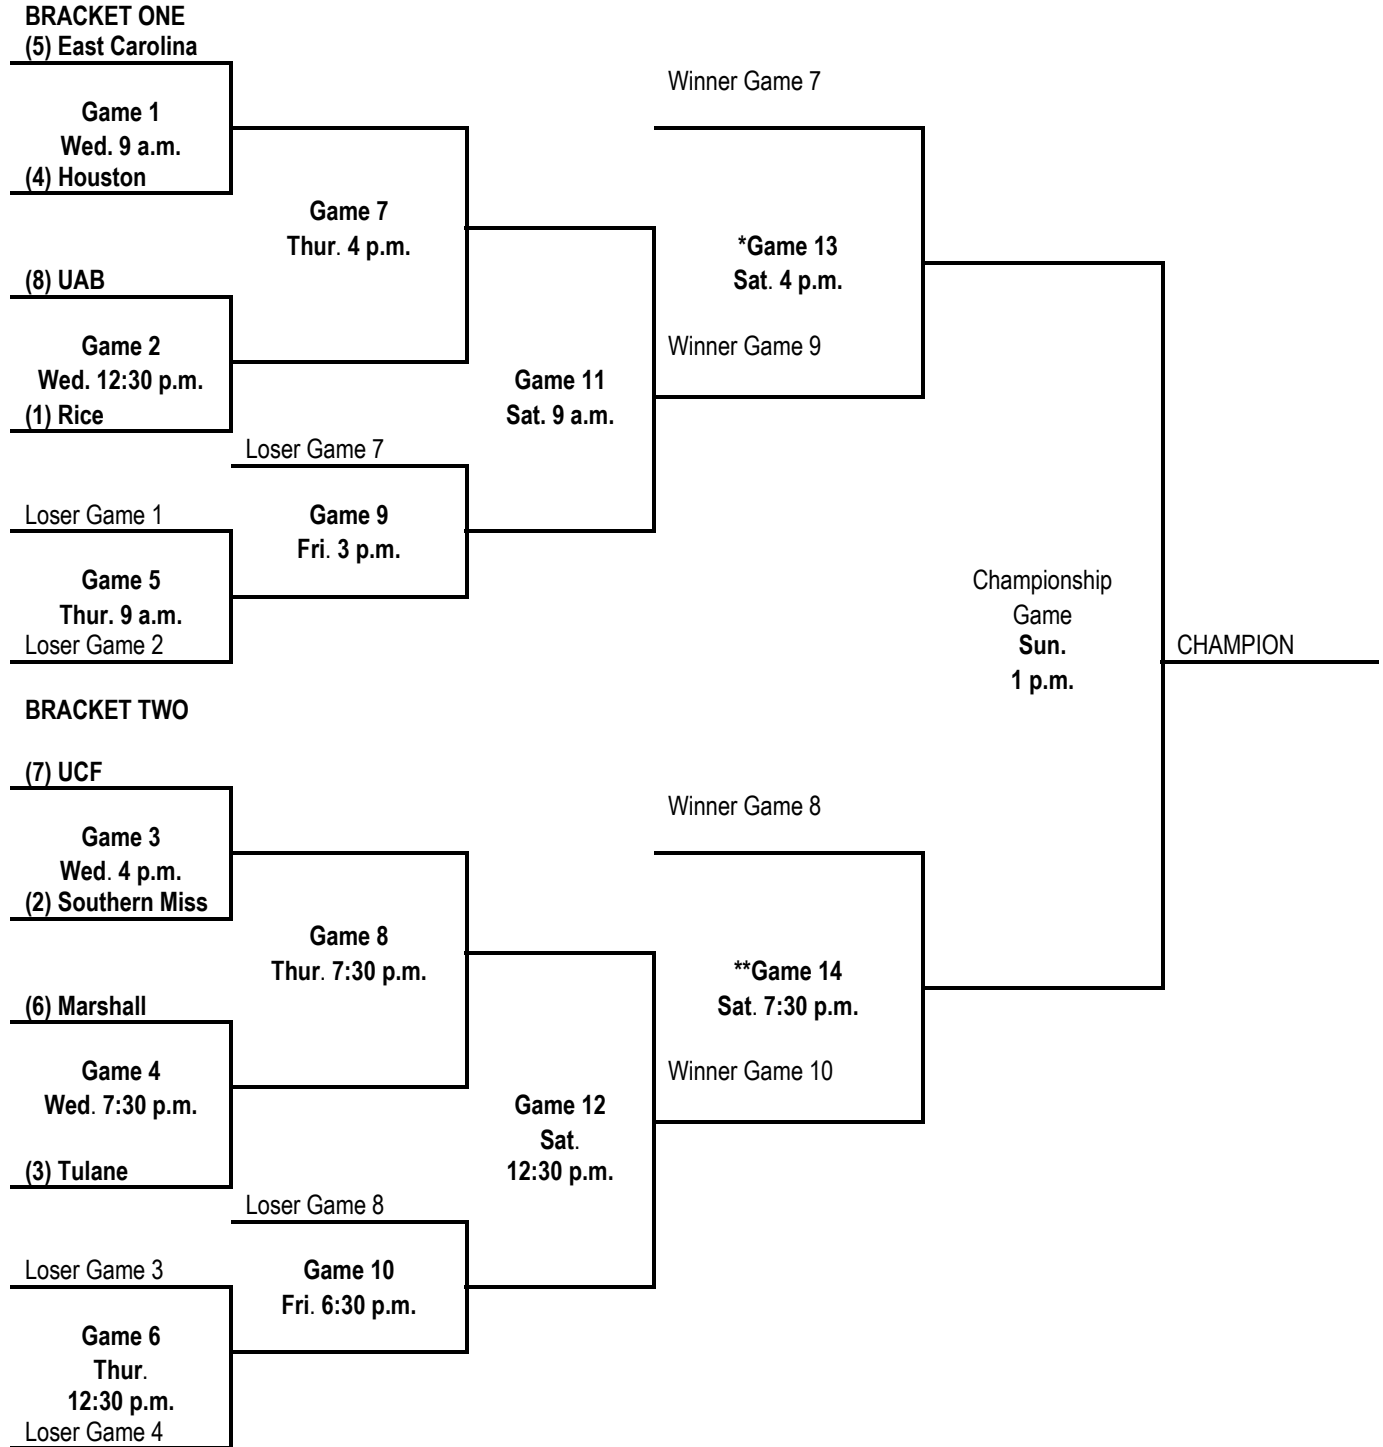 BRACKET ONE
(5) East Carolina
Game 1
Wed. 9 a.m.
(4) Houston
(8) UAB
Game 2
Wed. 12:30 p.m.
(1) Rice
Loser Game 1
Game 5
Thur. 9 a.m.
Loser Game 2
Game 7
Thur. 4 p.m.
Loser Game 7
Game 9
Fri. 3 p.m.
Game 11
Sat. 9 a.m.
Winner Game 7
*Game 13
Sat. 4 p.m.
Winner Game 9
BRACKET TWO
(7) UCF
Game 3
Wed. 4 p.m.
(2) Southern Miss
(6) Marshall
Game 4
Wed. 7:30 p.m.
(3) Tulane
Loser Game 3
Game 6
Thur.
12:30 p.m.
Loser Game 4
Game 8
Thur. 7:30 p.m.
Loser Game 8
Game 10
Fri. 6:30 p.m.
Game 12
Sat.
12:30 p.m.
Winner Game 8
**Game 14
Sat. 7:30 p.m.
Winner Game 10
Championship
Game
Sun.
1 p.m.
CHAMPION